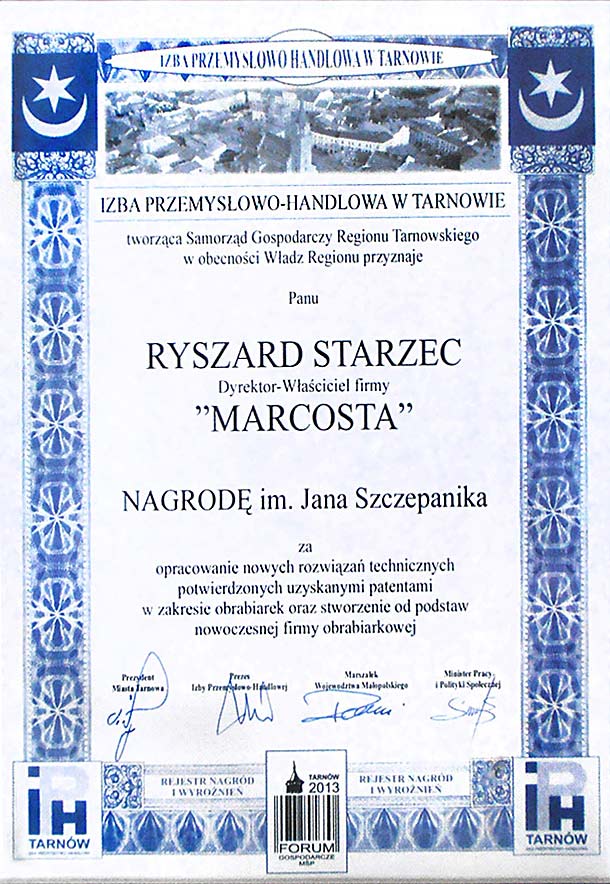 IZBA PRZEMYSŁOWO HANDLOWA W TARNOWIE
IZBA PRZEMYSŁOWO-HANDLOWA W TARNOWIE
tworząca Samorząd Gospodarczy Regionu Tarnowskiego
w obecności Władz Regionu przyznaje
Panu
RYSZARD STARZEC
Dyrektor-Właściciel firmy
”MARCOSTA”
NAGRODĘ im. Jana Szczepanika
za
opracowanie nowych rozwiązań technicznych
potwierdzonych uzyskanymi patentami
w zakresie obrabiarek oraz stworzenie od podstaw
nowoczesnej firmy obrabiarkowej
Prezydent
Miasta Tarnowa
Prezes
Izby Przemysłowo-Handlowej
Marszałek
Województwa Małopolskiego
Minister Pracy
i Polityki Społecznej
REJESTR NAGRÓD
I WYRÓŻNIEŃ
TARNÓW
2013
FORUM
GOSPODARCZE
MŚP
REJESTR NAGRÓD
I WYRÓŻNIEŃ
iPH
TARNÓW
iPH
TARNÓW